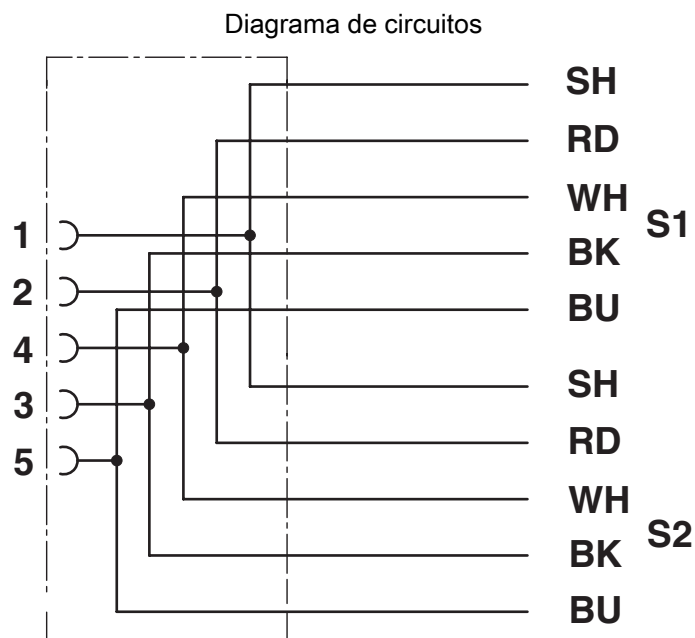 Diagrama de circuitos
SH
RD
WH
S1
1
BK
2
BU
4
SH
3
RD
5
WH
S2
BK
BU